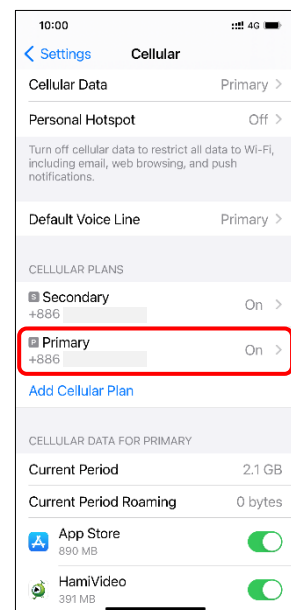 10:00
4G
Settings
Cellular
Cellular Data
Primary
Personal Hotspot
Off
Turn off cellular data to restrict all data to Wi-Fi,
including email, web browsing, and push
notifications.
Default Voice Line
Primary
CELLULAR PLANS
S Secondary
+886
On
P Primary
+886
On
Add Cellular Plan
CELLULAR DATA FOR PRIMARY
Current Period
2.1 GB
Current Period Roaming
0 bytes
App Store
890 MB
HamiVideo
391 MB